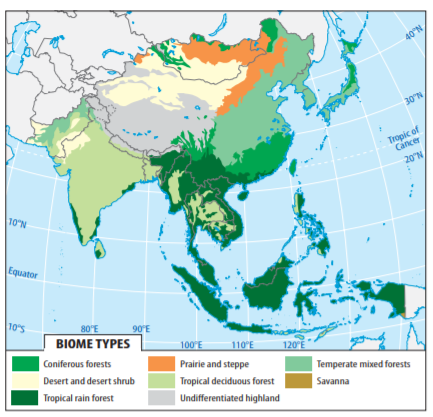 40°N
30°N
Tropic of
Cancer
20°N
10°N
Equator
10°S
80°E
90°E
100°E
110°E
120°E
BIOME TYPES
Coniferous forests
Prairie and steppe
Temperate mixed forests
Desert and desert shrub
Tropical deciduous forest
Savanna
Tropical rain forest
Undifferentiated highland